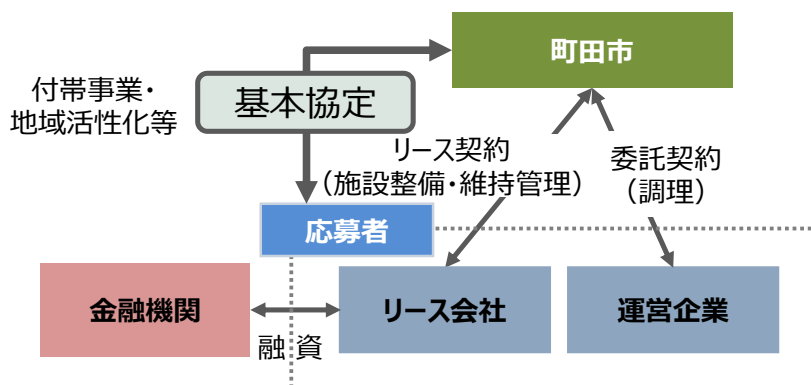 町田市
付帯事業・
地域活性化等
基本協定
リース契約
（施設整備・維持管理）
委託契約
（調理）
応募者
金融機関
融資
リース会社
運営企業